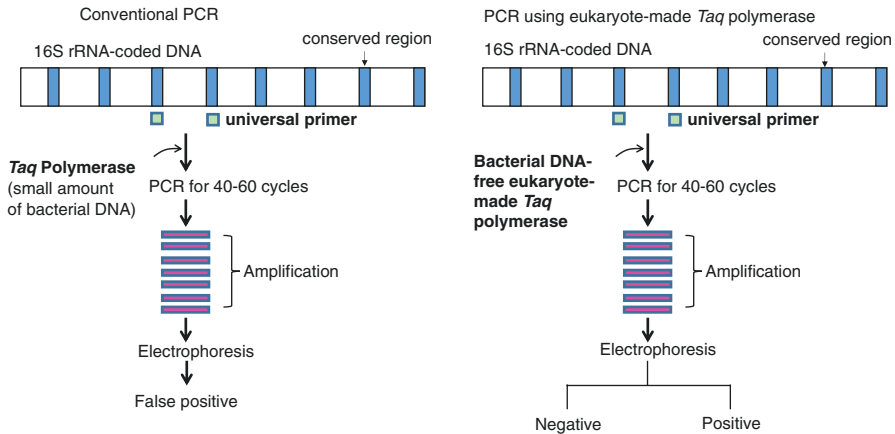 Conventional PCR
16S rRNA-coded DNA
conserved region
universal primer
Taq Polymerase
(small amount
of bacterial DNA)
PCR for 40-60 cycles
Amplification
Electrophoresis
False positive
PCR using eukaryote-made Taq polymerase
16S rRNA-coded DNA
conserved region
universal primer
Bacterial DNA-
free eukaryote-
made Taq
polymerase
PCR for 40-60 cycles
Amplification
Electrophoresis
Negative
Positive